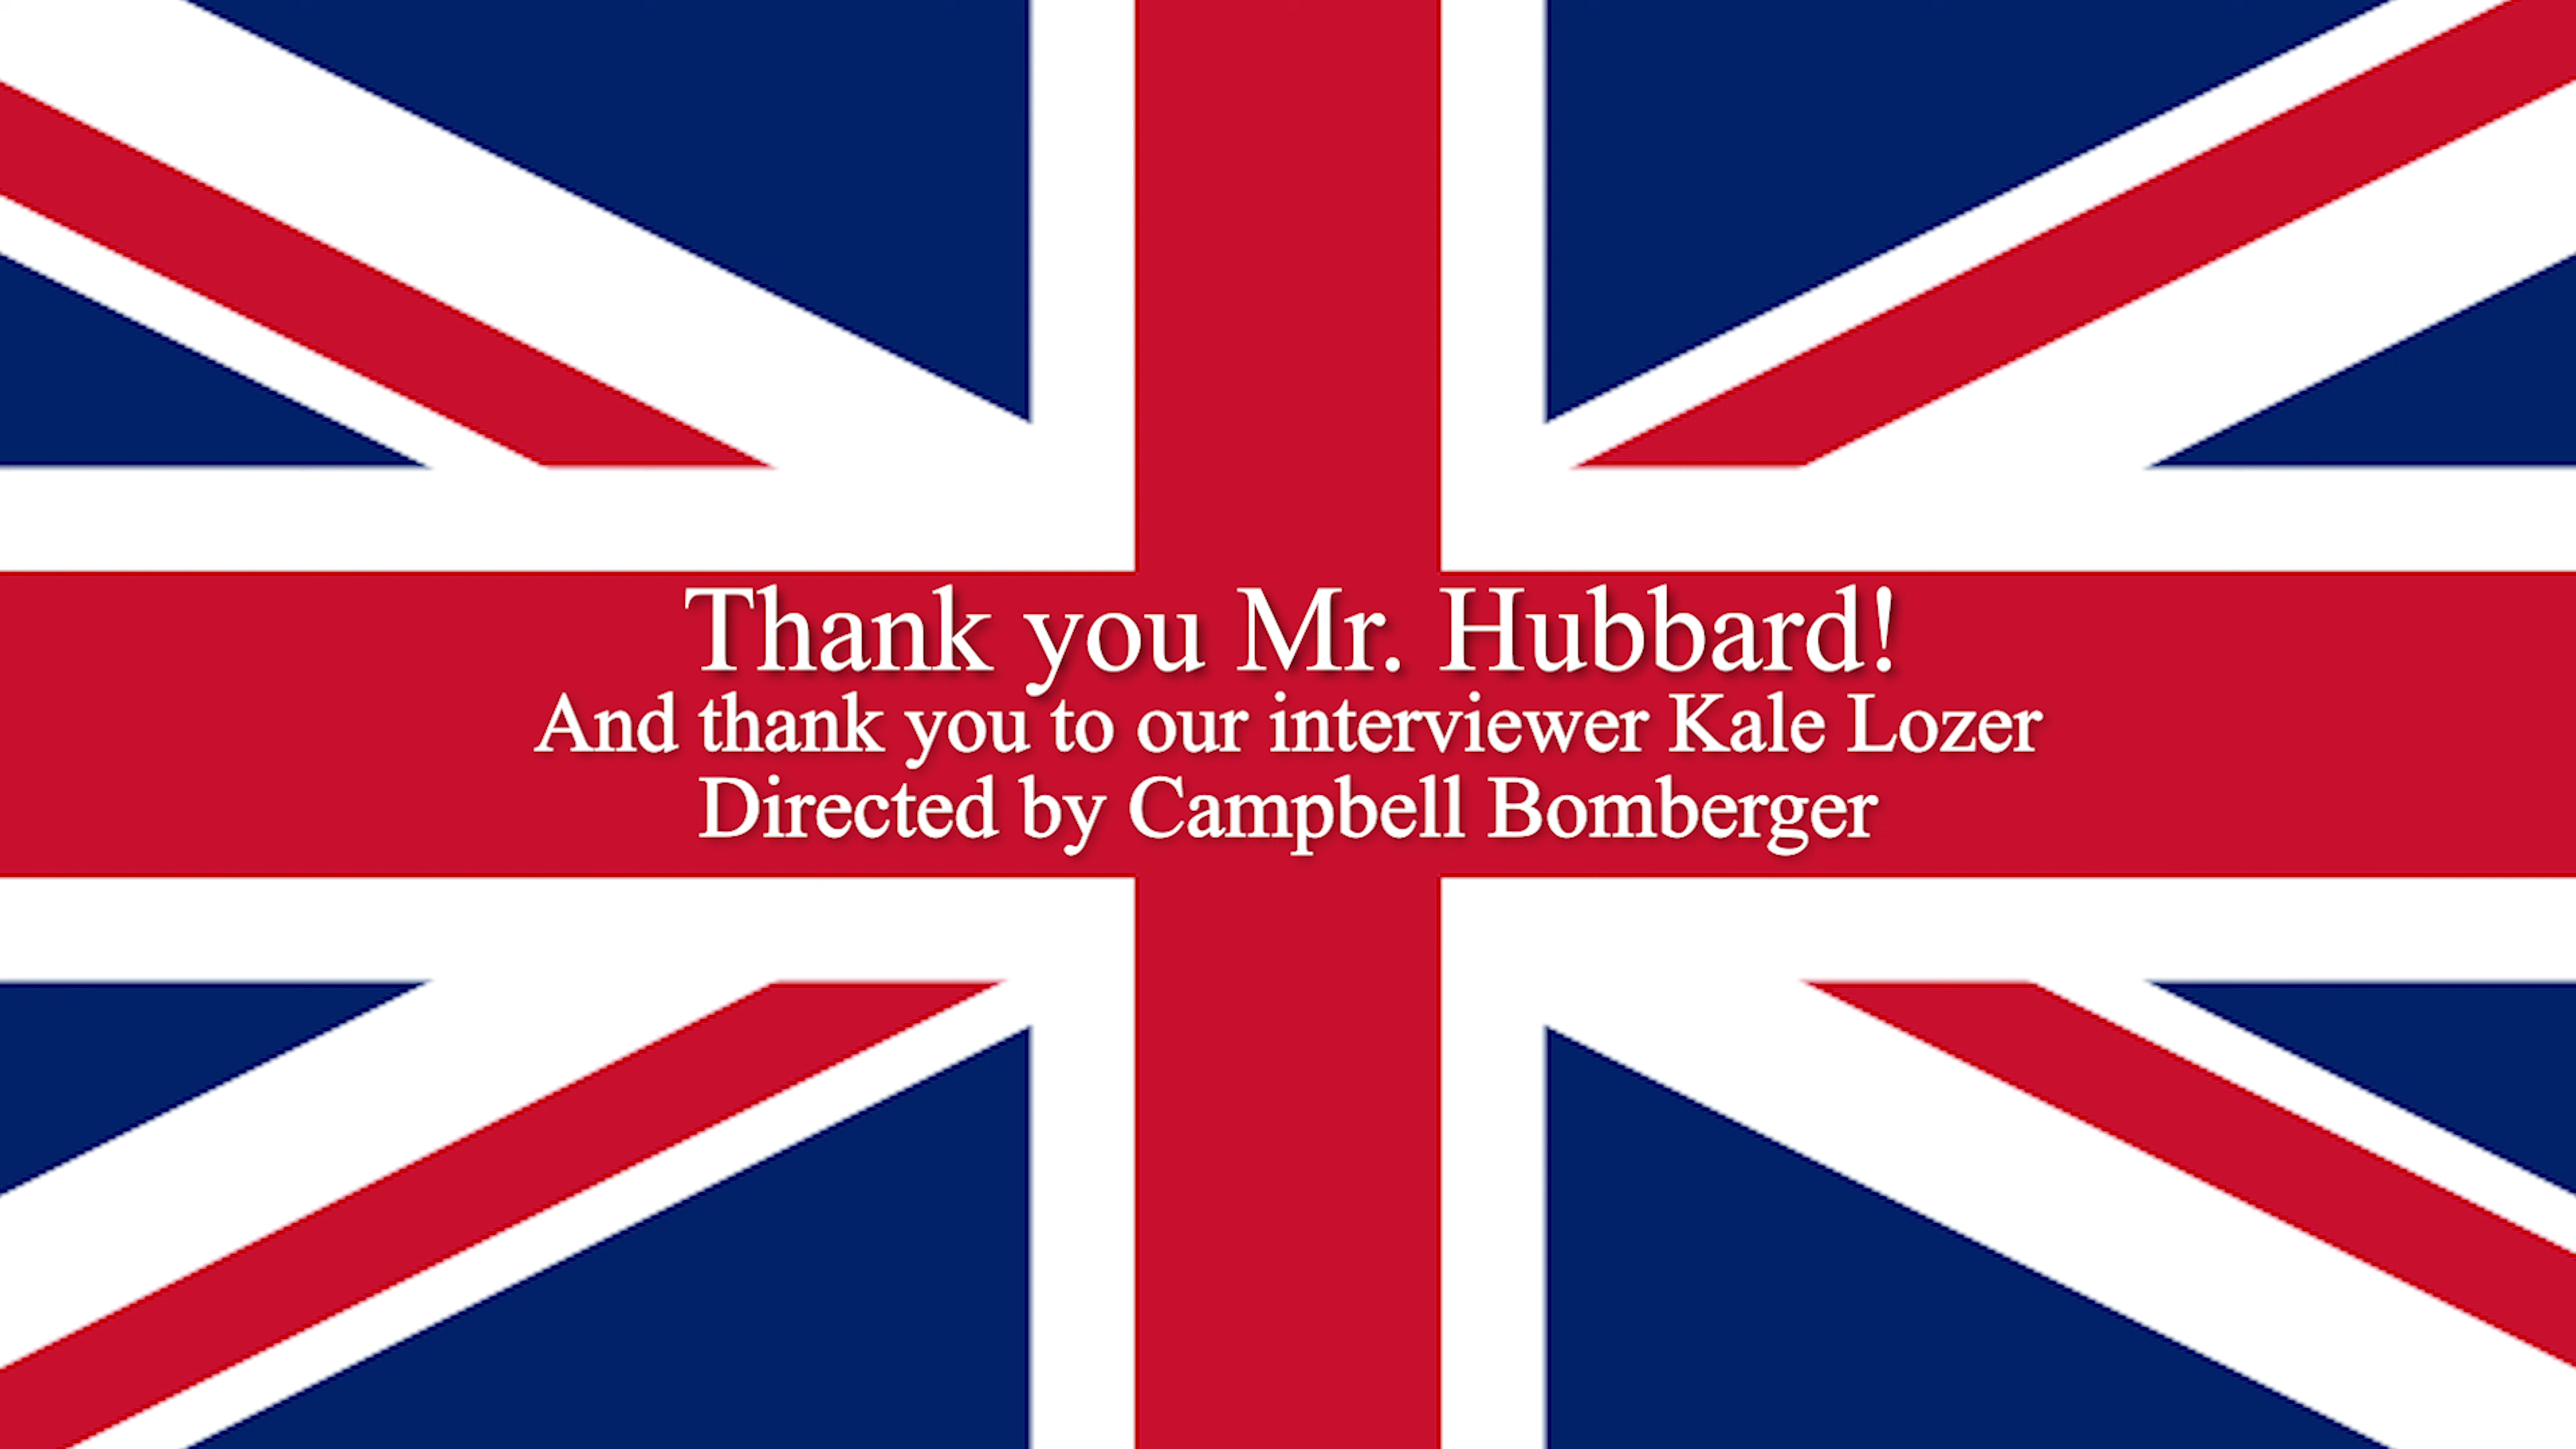 Thank you Mr. Hubbard!
And thank you to our interviewer Kale Lozer
Directed by Campbell Bomberger